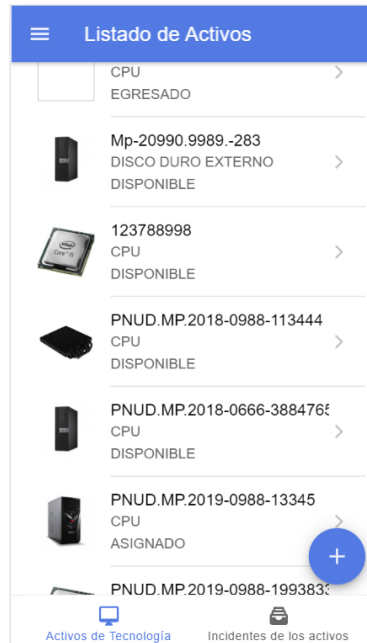 Listado de Activos
CPU
EGRESADO
Mp-20990.9989.-283
DISCO DURO EXTERNO
DISPONIBLE
123788998
CPU
DISPONIBLE
PNUD.MP.2018-0988-113444
CPU
DISPONIBLE
PNUD.MP.2018-0666-3884765
CPU
DISPONIBLE
PNUD.MP.2019-0988-13345
CPU
ASIGNADO
PNUD.MP.2019-0988-1993833
Activos de Tecnología
Incidentes de los activos